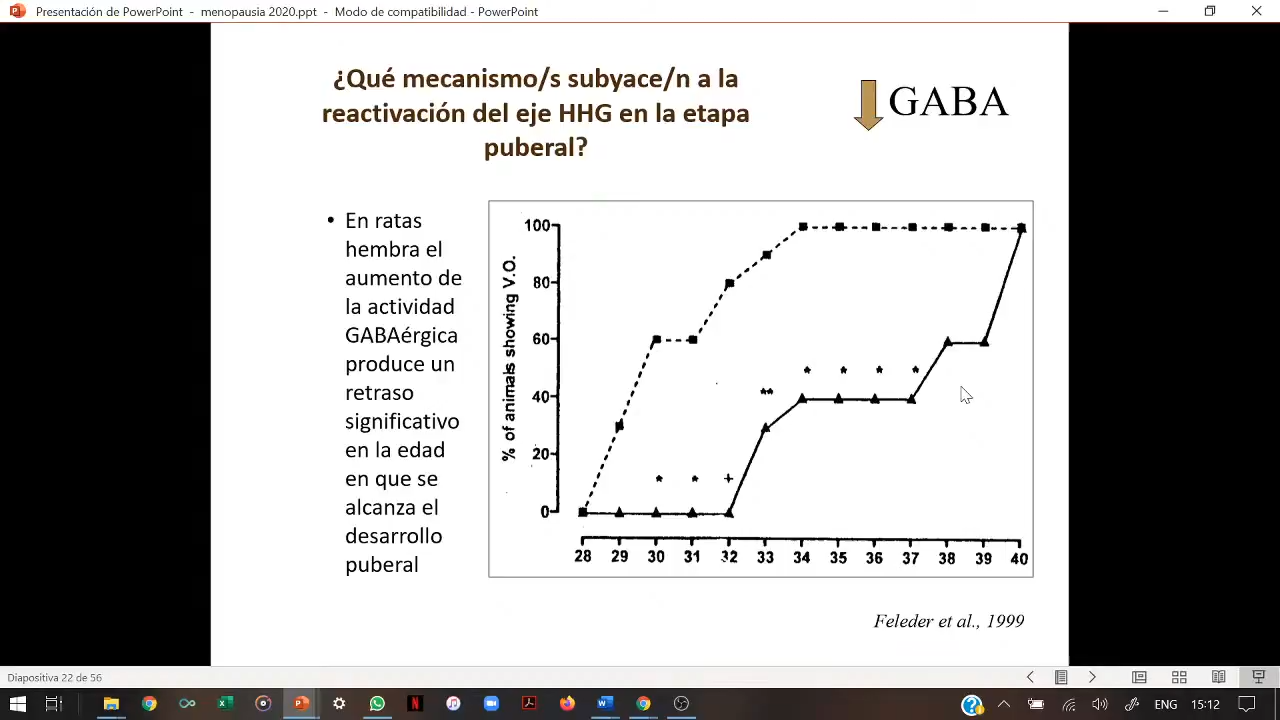 Presentación de PowerPoint - menopausia 2020.ppt - Modo de compatibilidad - PowerPoint
¿Qué mecanismo/s subyace/n a la
reactivación del eje HHG en la etapa
puberal?
GABA
• En ratas
hembra el
aumento de
la actividad
GABAérgica
produce un
retraso
significativo
en la edad
en que se
alcanza el
desarrollo
puberal
% of animals showing V.O.
100
80
60
40
20
0
* * + ** * * * *
28 29 30 31 32 33 34 35 36 37 38 39 40
Feleder et al., 1999
Diapositiva 22 de 56
ENG 15:12